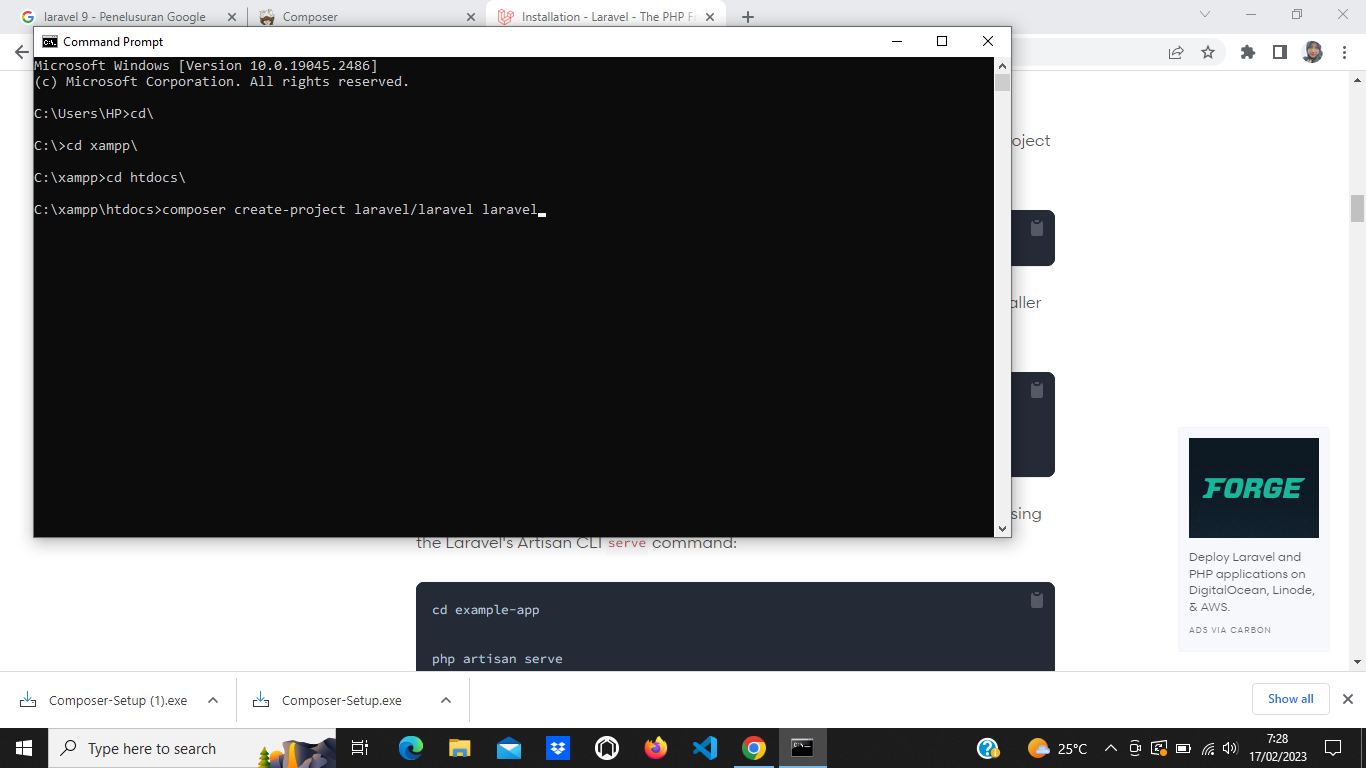 laravel 9 - Penelusuran Google
Composer
Installation - Laravel - The PHP Fr
Command Prompt
Microsoft Windows [Version 10.0.19045.2486]
(c) Microsoft Corporation. All rights reserved.
C:\Users\HP>cd\
C:\>cd xampp\
C:\xampp>cd htdocs\
C:\xampp\htdocs>composer create-project laravel/laravel laravel
oject
aller
sing
the Laravel's Artisan CLI serve command:
cd example-app
php artisan serve
FORGE
Deploy Laravel and
PHP applications on
DigitalOcean, Linode,
& AWS.
ADS VIA CARBON
Composer-Setup (1).exe
Composer-Setup.exe
Show all
Type here to search
25°C
7:28
17/02/2023